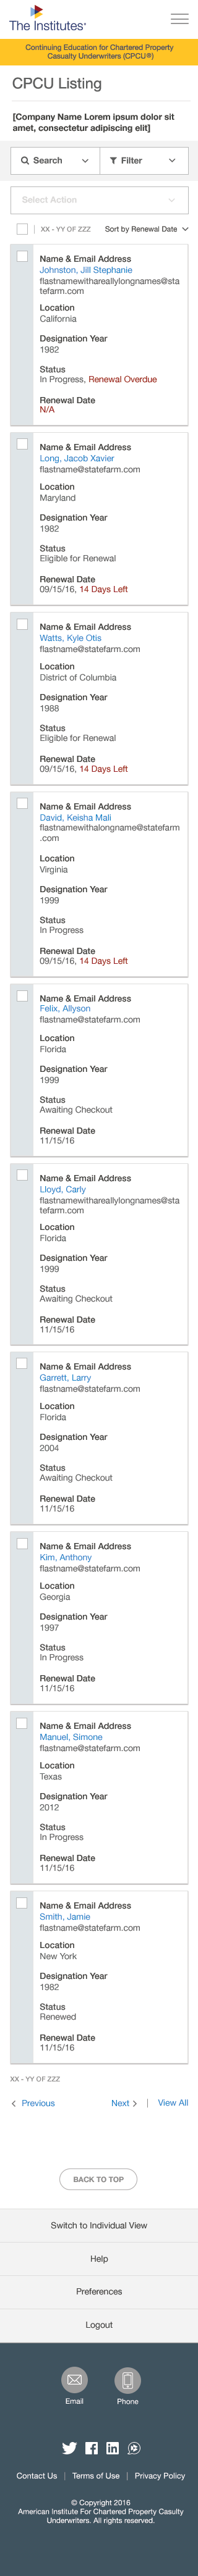 The Institutes®
Continuing Education for Chartered Property
Casualty Underwriters (CPCU®)
CPCU Listing
[Company Name Lorem ipsum dolor sit
amet, consectetur adipiscing elit]
Search
Filter
Select Action
XX - YY OF ZZZ
Sort by Renewal Date
Name & Email Address
Johnston, Jill Stephanie
flastnamewithareallylongnames@sta
tefarm.com
Location
California
Designation Year
1982
Status
In Progress, Renewal Overdue
Renewal Date
N/A
Name & Email Address
Long, Jacob Xavier
flastname@statefarm.com
Location
Maryland
Designation Year
1982
Status
Eligible for Renewal
Renewal Date
09/15/16, 14 Days Left
Name & Email Address
Watts, Kyle Otis
flastname@statefarm.com
Location
District of Columbia
Designation Year
1988
Status
Eligible for Renewal
Renewal Date
09/15/16, 14 Days Left
Name & Email Address
David, Keisha Mali
flastnamewithalongname@statefarm
.com
Location
Virginia
Designation Year
1999
Status
In Progress
Renewal Date
09/15/16, 14 Days Left
Name & Email Address
Felix, Allyson
flastname@statefarm.com
Location
Florida
Designation Year
1999
Status
Awaiting Checkout
Renewal Date
11/15/16
Name & Email Address
Lloyd, Carly
flastnamewithareallylongnames@sta
tefarm.com
Location
Florida
Designation Year
1999
Status
Awaiting Checkout
Renewal Date
11/15/16
Name & Email Address
Garrett, Larry
flastname@statefarm.com
Location
Florida
Designation Year
2004
Status
Awaiting Checkout
Renewal Date
11/15/16
Name & Email Address
Kim, Anthony
flastname@statefarm.com
Location
Georgia
Designation Year
1997
Status
In Progress
Renewal Date
11/15/16
Name & Email Address
Manuel, Simone
flastname@statefarm.com
Location
Texas
Designation Year
2012
Status
In Progress
Renewal Date
11/15/16
Name & Email Address
Smith, Jamie
flastname@statefarm.com
Location
New York
Designation Year
1982
Status
Renewed
Renewal Date
11/15/16
XX - YY OF ZZZ
Previous
Next | View All
BACK TO TOP
Switch to Individual View
Help
Preferences
Logout
Email
Phone
Contact Us | Terms of Use | Privacy Policy
© Copyright 2016
American Institute For Chartered Property Casulty
Underwriters. All rights reserved.